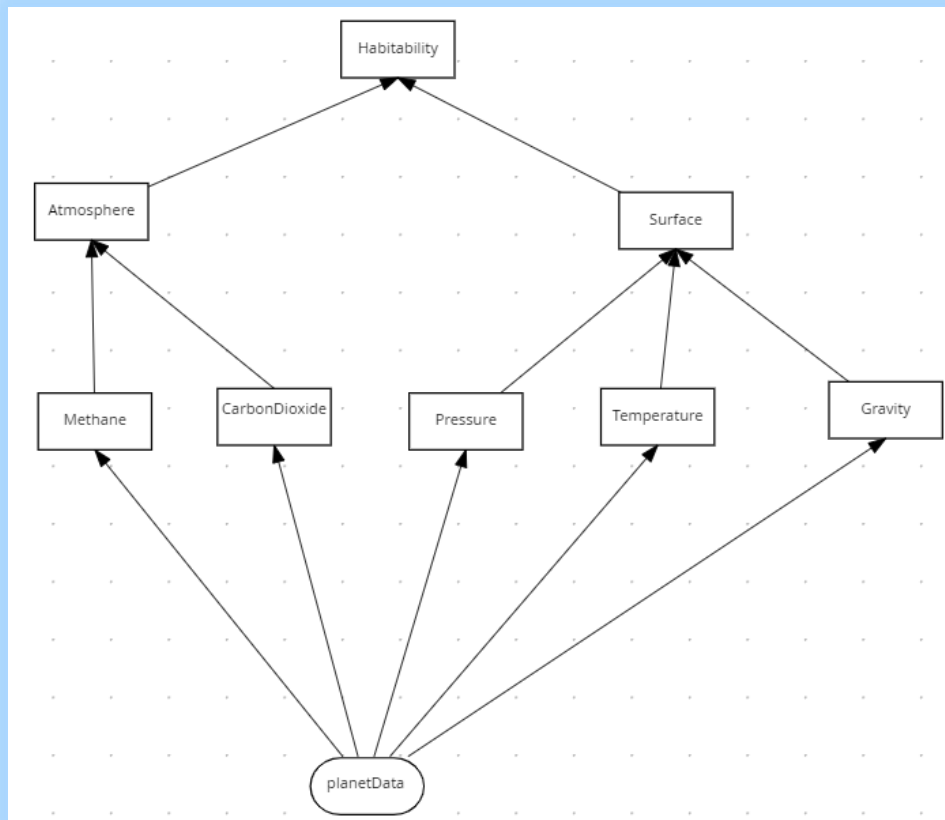 Habitability
Atmosphere
Surface
Methane
CarbonDioxide
Pressure
Temperature
Gravity
planetData